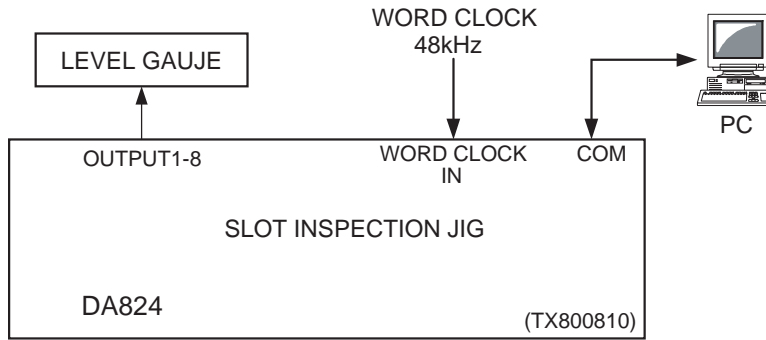 WORD CLOCK
48kHz
LEVEL GAUJE
PC
OUTPUT1-8
WORD CLOCK
IN
COM
SLOT INSPECTION JIG
DA824
(TX800810)